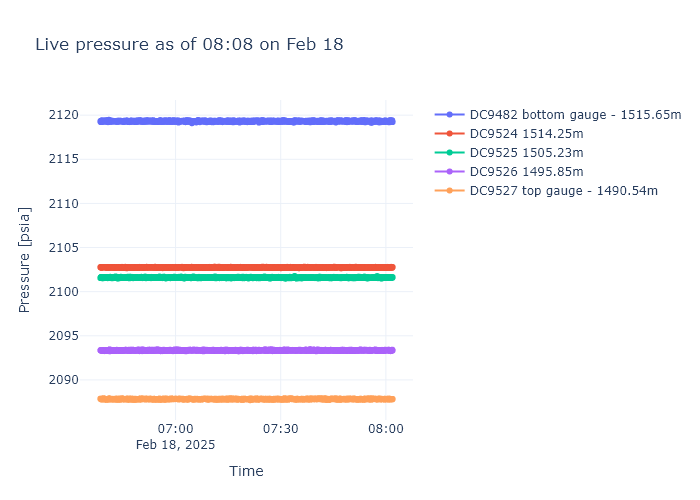 Live pressure as of 08:08 on Feb 18
DC9482 bottom gauge - 1515.65m
DC9524 1514.25m
DC9525 1505.23m
DC9526 1495.85m
DC9527 top gauge - 1490.54m
Pressure [psia]
2120
2115
2110
2105
2100
2095
2090
07:00
07:30
08:00
Feb 18, 2025
Time